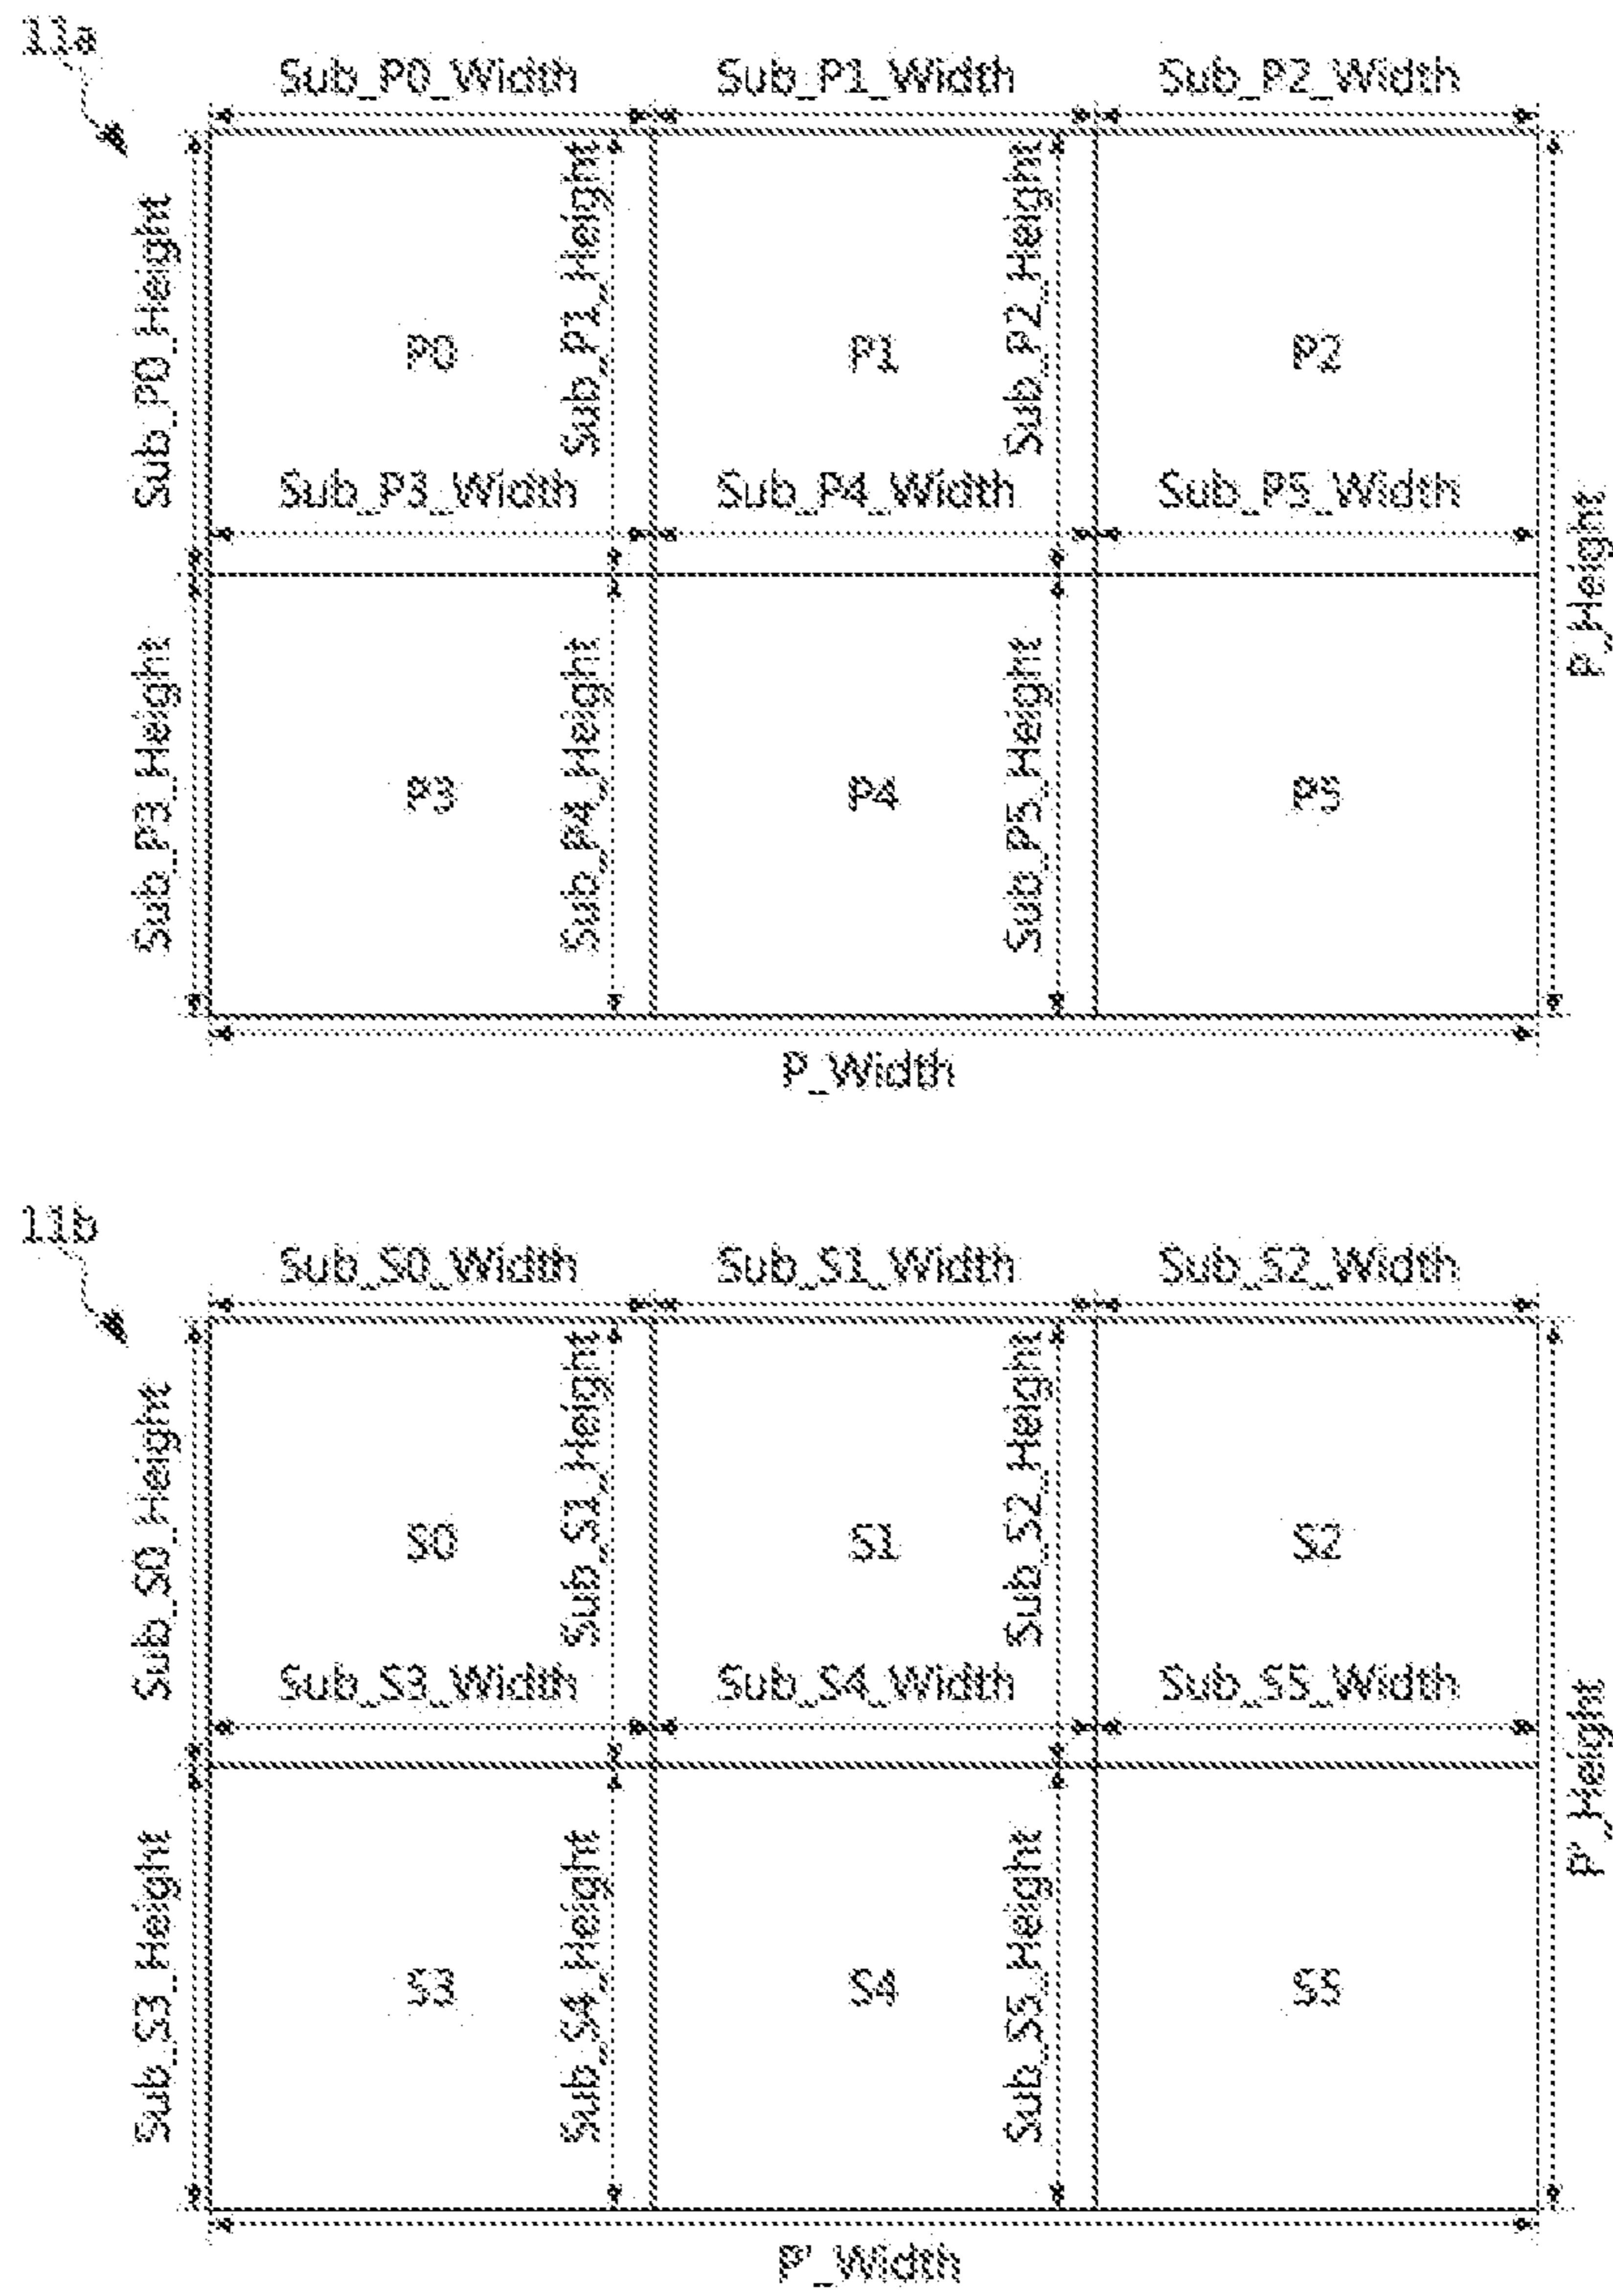 11a
Sub_P0_Width Sub_P1_Width Sub_P2_Width
Sub_P0_Height
Sub_P1_Height
Sub_P2_Height
P0 P1 P2
Sub_P3_Width Sub_P4_Width Sub_P5_Width
P_Height
Sub_P3_Height
Sub_P4_Height
Sub_P5_Height
P3 P4 P5
P_Width
11b
Sub_S0_Width Sub_S1_Width Sub_S2_Width
Sub_S0_Height
Sub_S1_Height
Sub_S2_Height
S0 S1 S2
Sub_S3_Width Sub_S4_Width Sub_S5_Width
P'_Height
Sub_S3_Height
Sub_S4_Height
Sub_S5_Height
S3 S4 S5
P'_Width